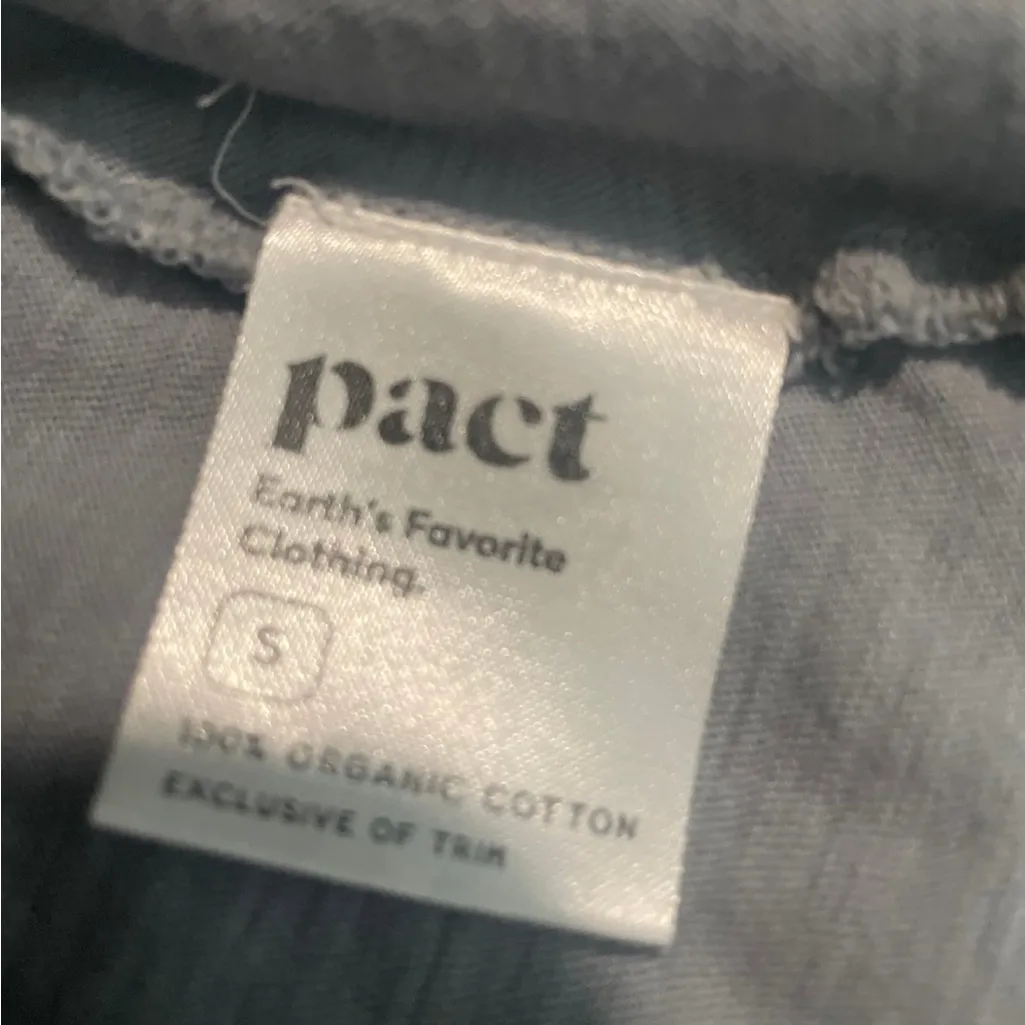 pact
Earth's Favorite
Clothing.
S
100% ORGANIC COTTON
EXCLUSIVE OF TRIM